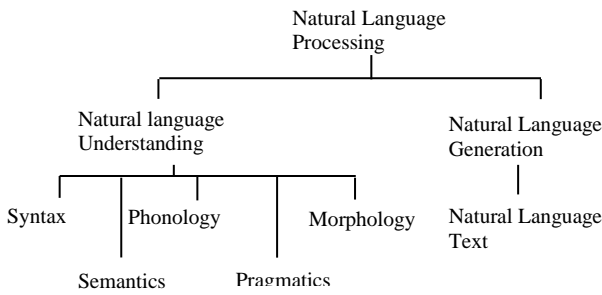 Natural Language
Processing
Natural language
Understanding
Natural Language
Generation
Syntax
Phonology
Morphology
Natural Language
Text
Semantics
Pragmatics